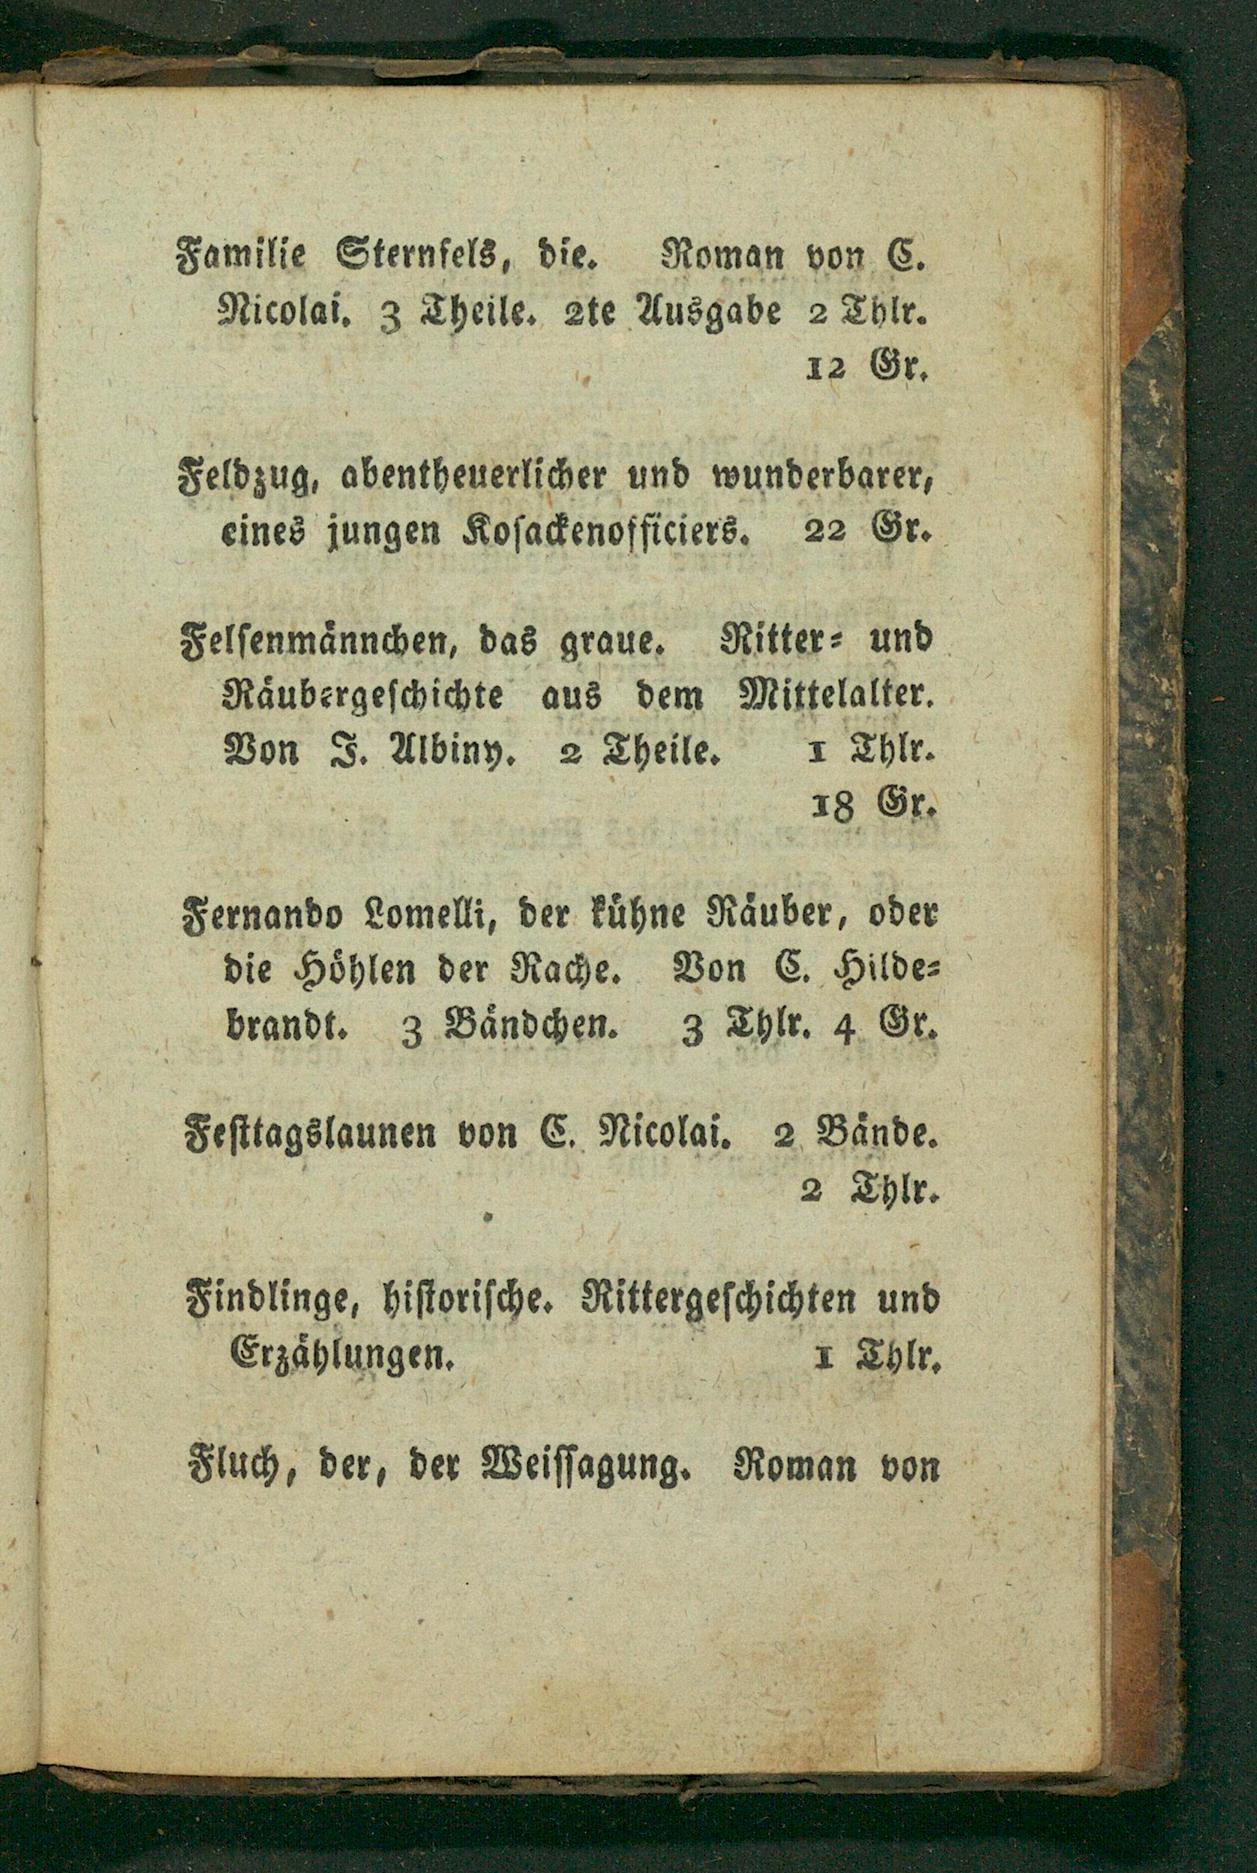 Familie Sternfels, die. Roman von C.
Nicolai. 3 Theile. 2te Ausgabe 2 Thlr.
12 Gr.
Feldzug, abentheuerlicher und wunderbarer,
eines jungen Kosackenofficiers. 22 Gr.
Felsenmännchen, das graue. Ritter- und
Räubergeschichte aus dem Mittelalter.
Von J. Albiny. 2 Theile. 1 Thlr.
18 Gr.
Fernando Lomelli, der kühne Räuber, oder
die Höhlen der Rache. Von C. Hilde-
brandt. 3 Bändchen. 3 Thlr. 4 Gr.
Festtagslaunen von C. Nicolai. 2 Bände.
2 Thlr.
Findlinge, historische. Rittergeschichten und
Erzählungen. 1 Thlr.
Fluch, der, der Weissagung. Roman von